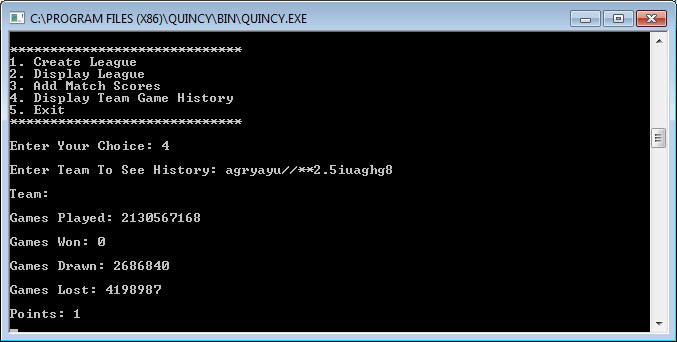 C:\PROGRAM FILES (X86)\QUINCY\BIN\QUINCY.EXE
*****************************
1. Create League
2. Display League
3. Add Match Scores
4. Display Team Game History
5. Exit
*****************************
Enter Your Choice: 4
Enter Team To See History: agryayu//**2.5iuaghg8
Team:
Games Played: 2130567168
Games Won: 0
Games Drawn: 2686840
Games Lost: 4198987
Points: 1